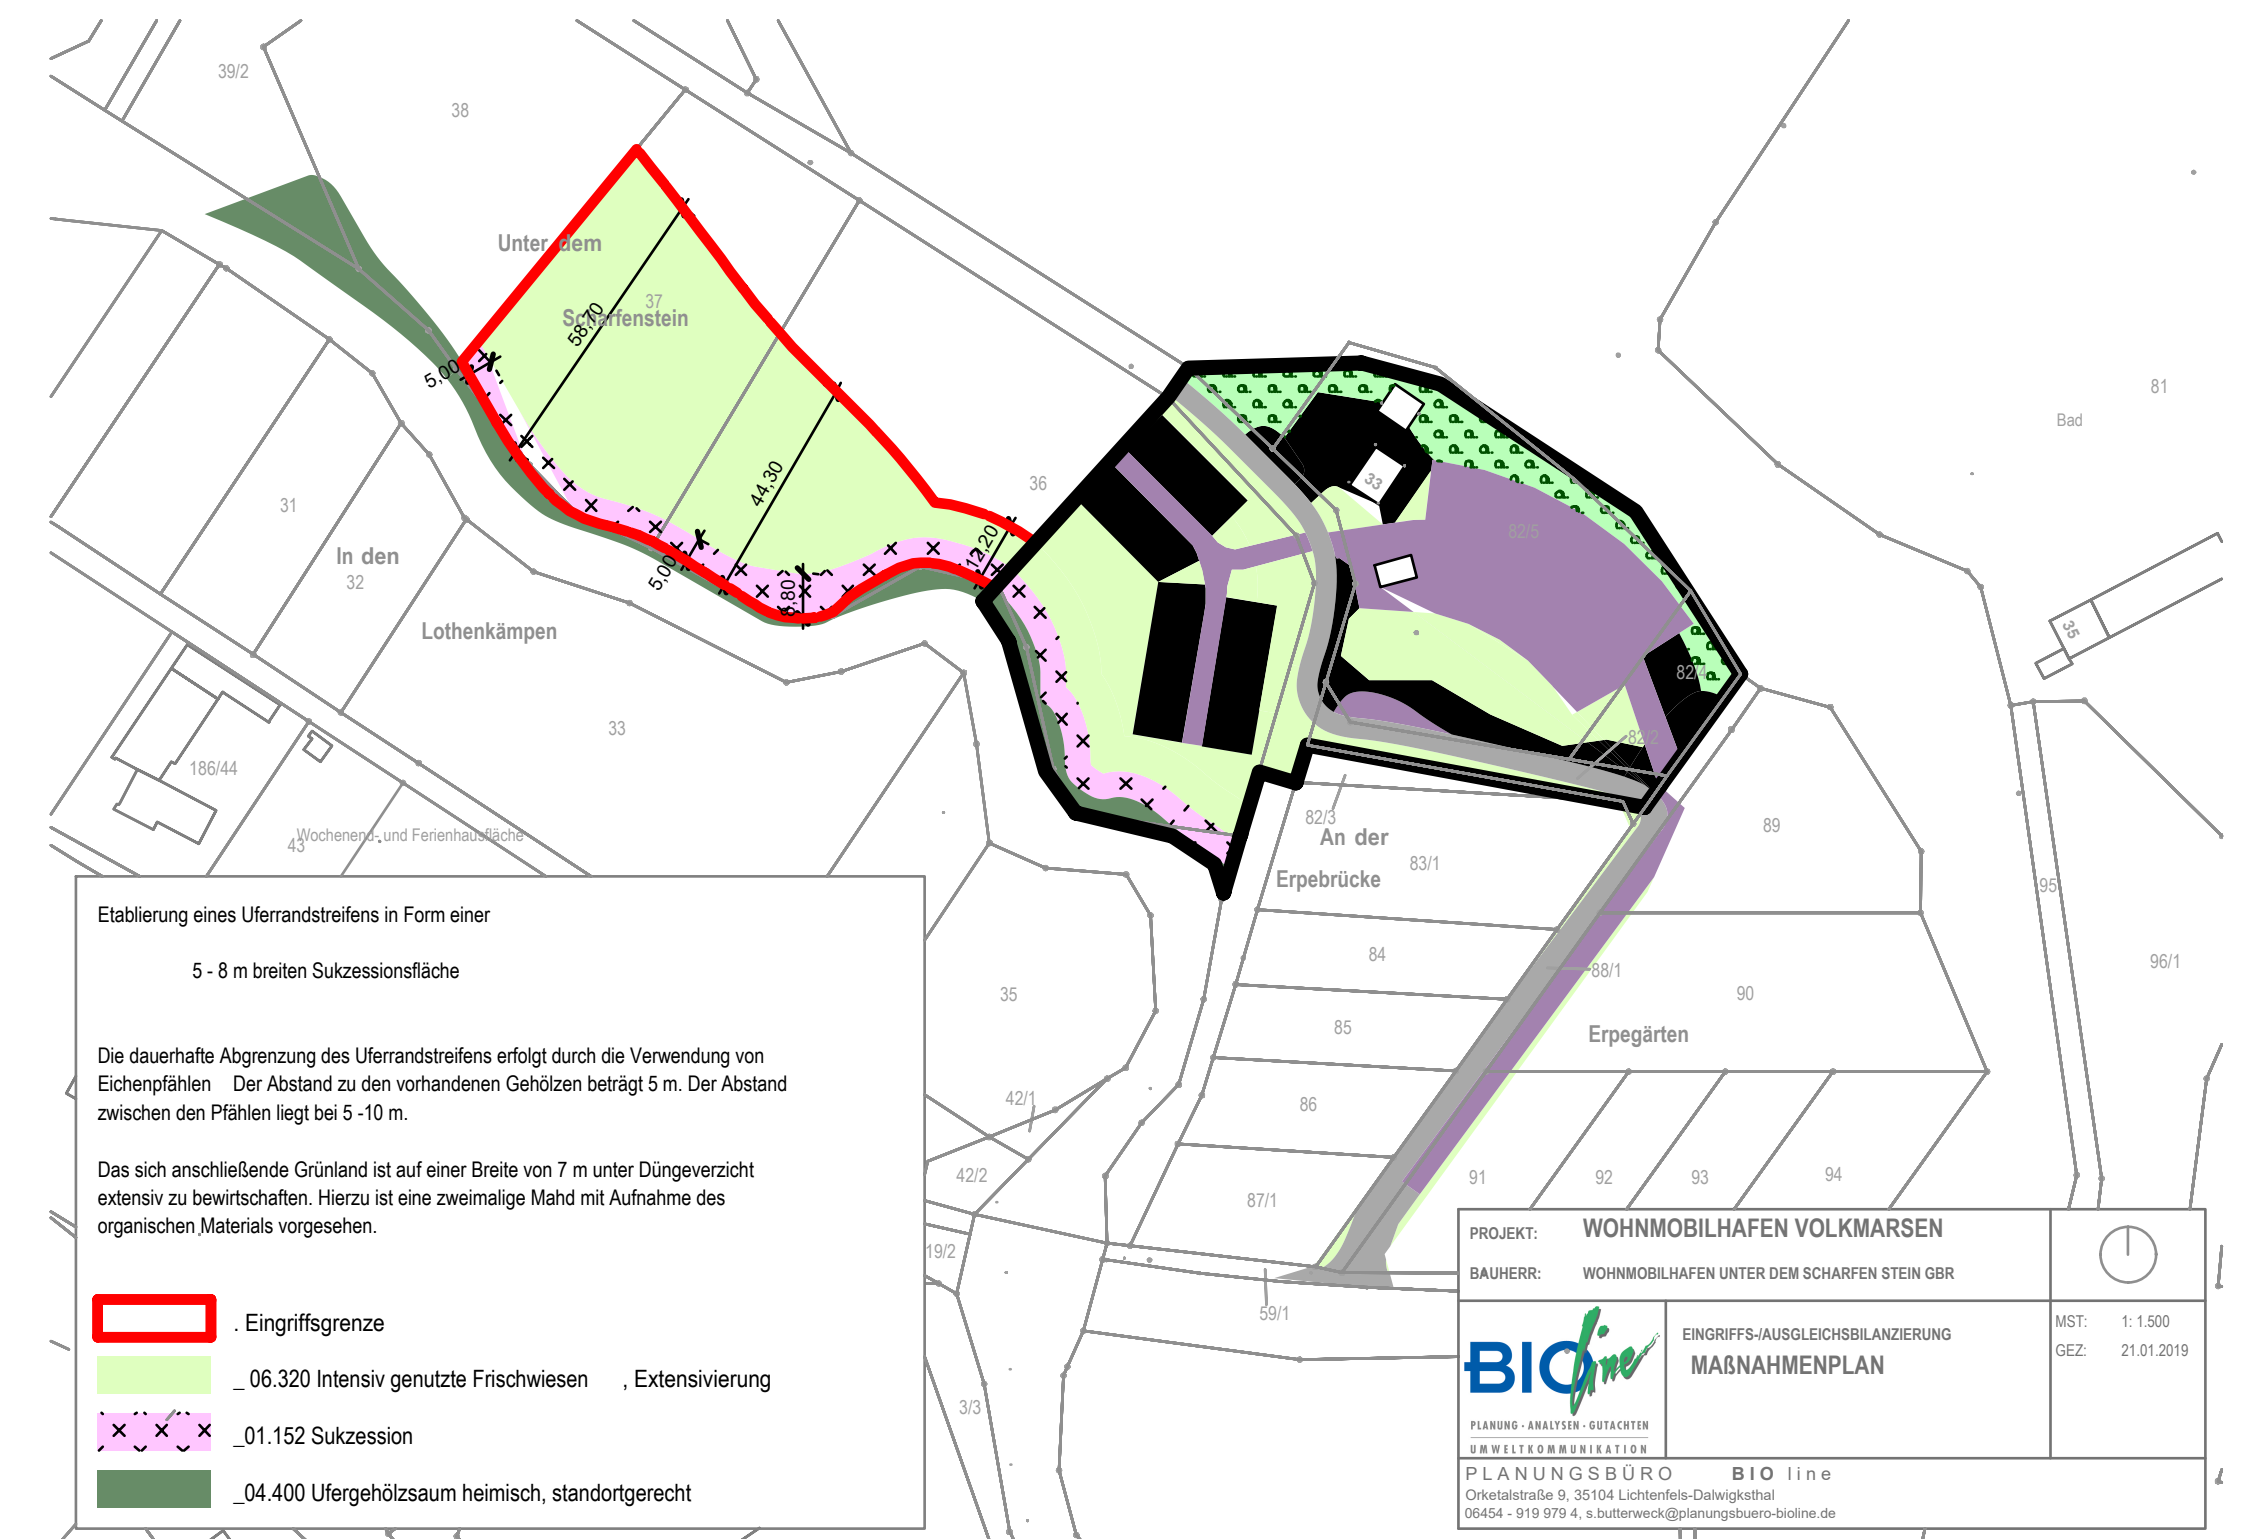 39/2
38
Unter dem
37
Scharfenstein
58,70
5,00
44,30
36
12,20
5,00
8,80
33
82/5
82/4
82/2
81
Bad
35
31
In den
32
Lothenkämpen
33
186/44
43
Wochenend- und Ferienhausfläche
82/3
An der
83/1
Erpebrücke
84
85
86
87/1
59/1
88/1
89
90
Erpegärten
91
92
93
94
95
96/1
35
42/1
42/2
19/2
3/3
Etablierung eines Uferrandstreifens in Form einer
5 - 8 m breiten Sukzessionsfläche
Die dauerhafte Abgrenzung des Uferrandstreifens erfolgt durch die Verwendung von
Eichenpfählen Der Abstand zu den vorhandenen Gehölzen beträgt 5 m. Der Abstand
zwischen den Pfählen liegt bei 5 -10 m.
Das sich anschließende Grünland ist auf einer Breite von 7 m unter Düngeverzicht
extensiv zu bewirtschaften. Hierzu ist eine zweimalige Mahd mit Aufnahme des
organischen Materials vorgesehen.
. Eingriffsgrenze
_ 06.320 Intensiv genutzte Frischwiesen , Extensivierung
_01.152 Sukzession
_04.400 Ufergehölzsaum heimisch, standortgerecht
PROJEKT: WOHNMOBILHAFEN VOLKMARSEN
BAUHERR: WOHNMOBILHAFEN UNTER DEM SCHARFEN STEIN GBR
BIOline
PLANUNG · ANALYSEN · GUTACHTEN
UMWELTKOMMUNIKATION
EINGRIFFS-/AUSGLEICHSBILANZIERUNG
MAßNAHMENPLAN
MST: 1: 1.500
GEZ: 21.01.2019
PLANUNGSBÜRO BIO line
Orketalstraße 9, 35104 Lichtenfels-Dalwigksthal
06454 - 919 979 4, s.butterweck@planungsbuero-bioline.de